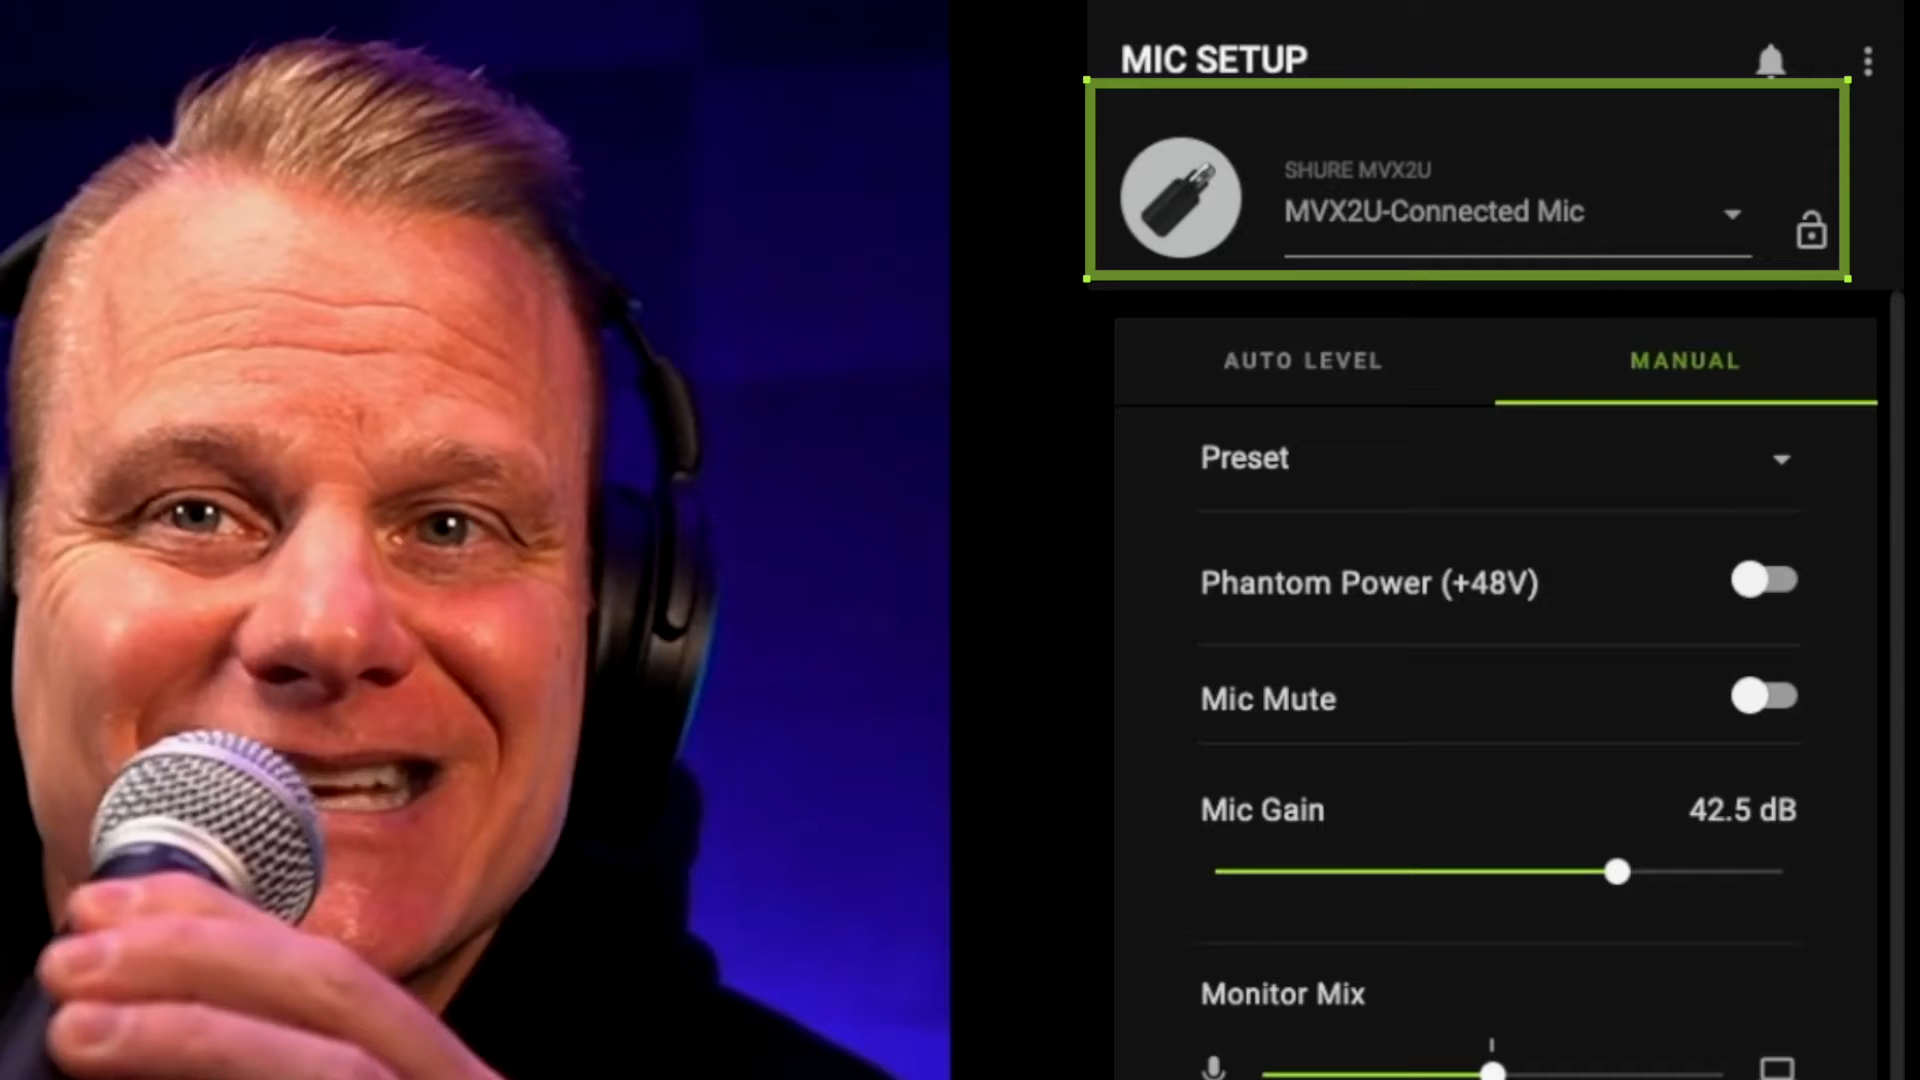 MIC SETUP
SHURE MVX2U
MVX2U-Connected Mic
AUTO LEVEL
MANUAL
Preset
Phantom Power (+48V)
Mic Mute
Mic Gain
42.5 dB
Monitor Mix